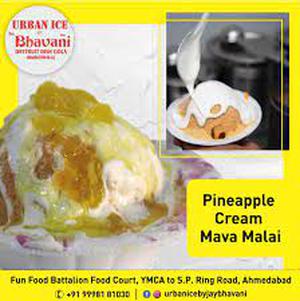 URBAN ICE
Bhavani
Pineapple
Cream
Mava Malai
Fun Food Battalion Food Court, YMCA to S.P. Ring Road, Ahmedabad
+91 99981 81030 | urbanicebyjaybhavani